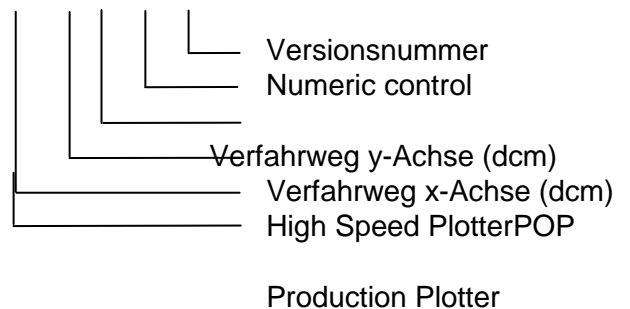 Versionsnummer
Numeric control
Verfahrweg y-Achse (dcm)
Verfahrweg x-Achse (dcm)
High Speed PlotterPOP
Production Plotter